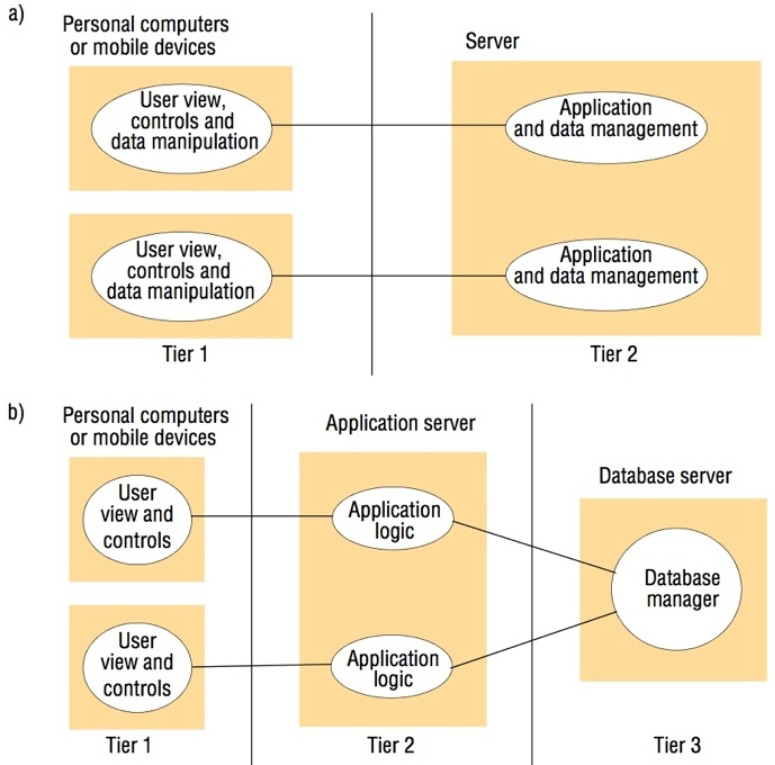 a)
Personal computers
or mobile devices
Server
User view,
controls and
data manipulation
Application
and data management
User view,
controls and
data manipulation
Application
and data management
Tier 1
Tier 2
b)
Personal computers
or mobile devices
Application server
Database server
User
view and
controls
Application
logic
Database
manager
User
view and
controls
Application
logic
Tier 1
Tier 2
Tier 3